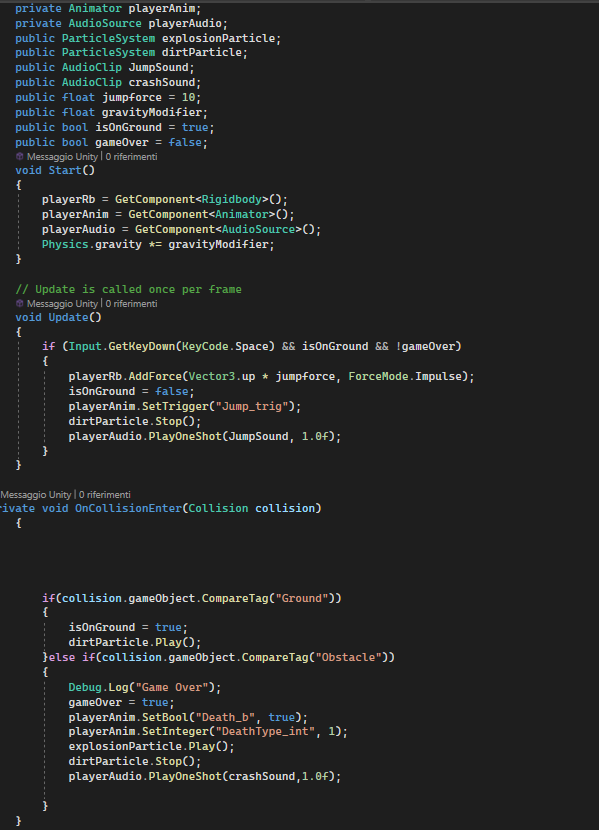 private Animator playerAnim;
private AudioSource playerAudio;
public ParticleSystem explosionParticle;
public ParticleSystem dirtParticle;
public AudioClip JumpSound;
public AudioClip crashSound;
public float jumpforce = 10;
public float gravityModifier;
public bool isOnGround = true;
public bool gameOver = false;
Messaggio Unity | 0 riferimenti
void Start()
{
playerRb = GetComponent<Rigidbody>();
playerAnim = GetComponent<Animator>();
playerAudio = GetComponent<AudioSource>();
Physics.gravity *= gravityModifier;
}
// Update is called once per frame
Messaggio Unity | 0 riferimenti
void Update()
{
if (Input.GetKeyDown(KeyCode.Space) && isOnGround && !gameOver)
{
playerRb.AddForce(Vector3.up * jumpforce, ForceMode.Impulse);
isOnGround = false;
playerAnim.SetTrigger("Jump_trig");
dirtParticle.Stop();
playerAudio.PlayOneShot(JumpSound, 1.0f);
}
}
Messaggio Unity | 0 riferimenti
rivate void OnCollisionEnter(Collision collision)
{
if(collision.gameObject.CompareTag("Ground"))
{
isOnGround = true;
dirtParticle.Play();
}else if(collision.gameObject.CompareTag("Obstacle"))
{
Debug.Log("Game Over");
gameOver = true;
playerAnim.SetBool("Death_b", true);
playerAnim.SetInteger("DeathType_int", 1);
explosionParticle.Play();
dirtParticle.Stop();
playerAudio.PlayOneShot(crashSound,1.0f);
}
}